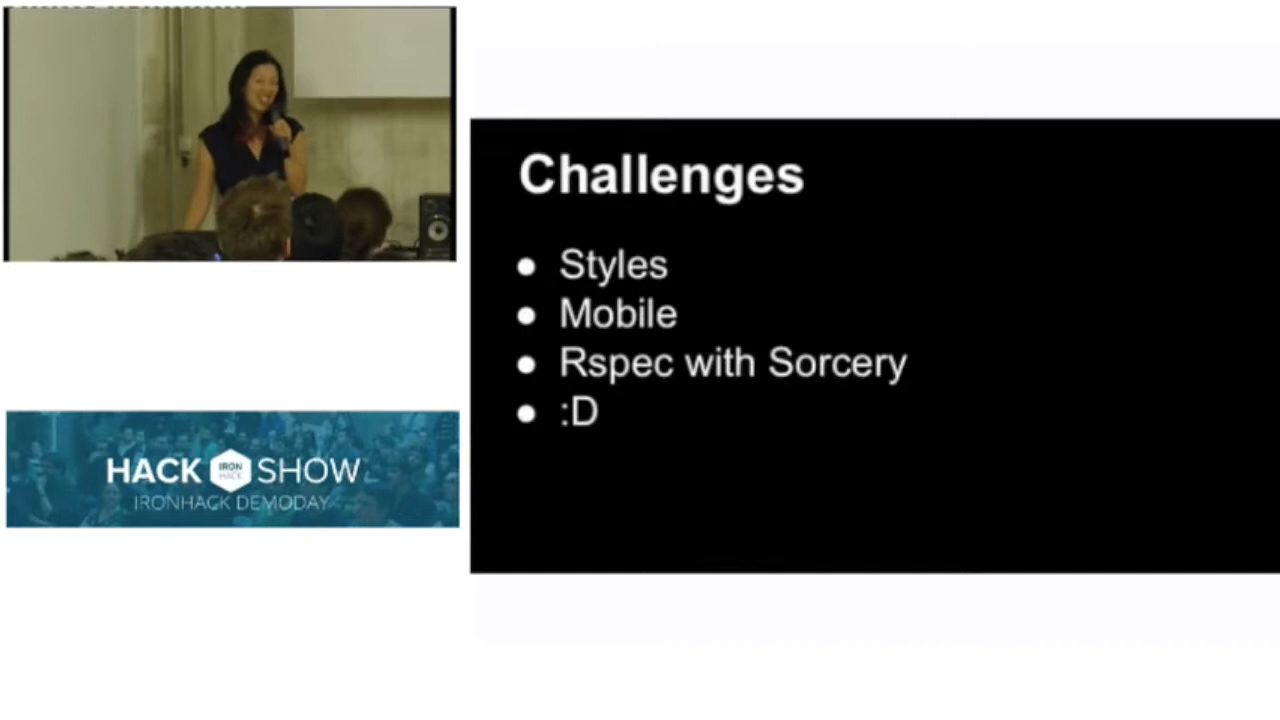 Challenges
● Styles
● Mobile
● Rspec with Sorcery
● :D
HACK IRON HACK SHOW
IRONHACK DEMODAY